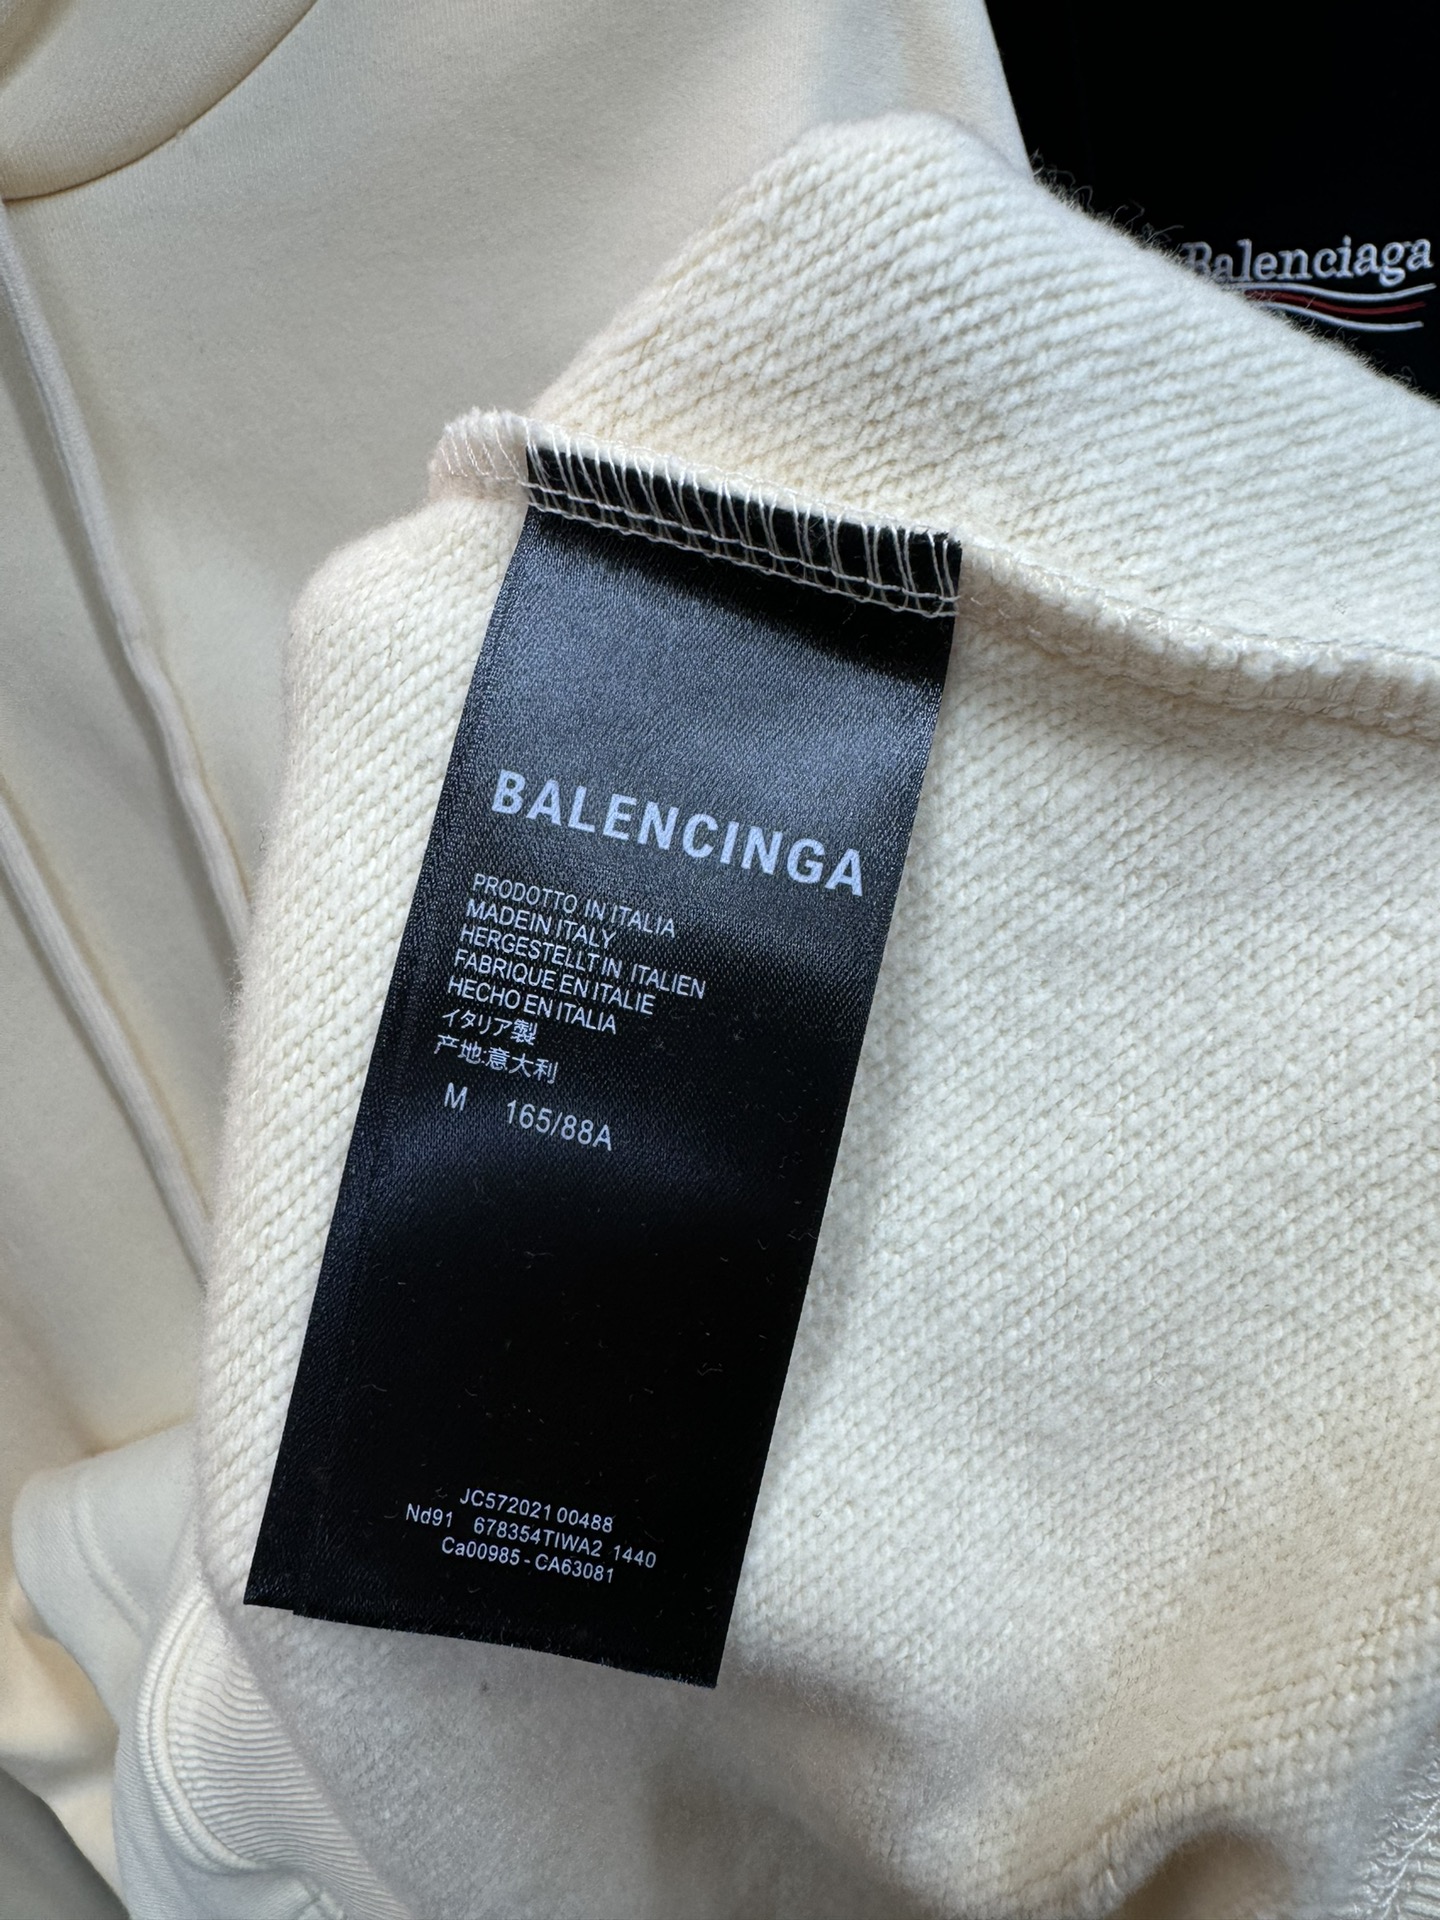 Balenciaga
BALENCINGA
PRODOTTO IN ITALIA
MADEIN ITALY
HERGESTELLT IN ITALIEN
FABRIQUE EN ITALIE
HECHO EN ITALIA
イタリア製
产地:意大利
M 165/88A
JC572021 00488
Nd91 678354TIWA2 1440
Ca00985-CA63081